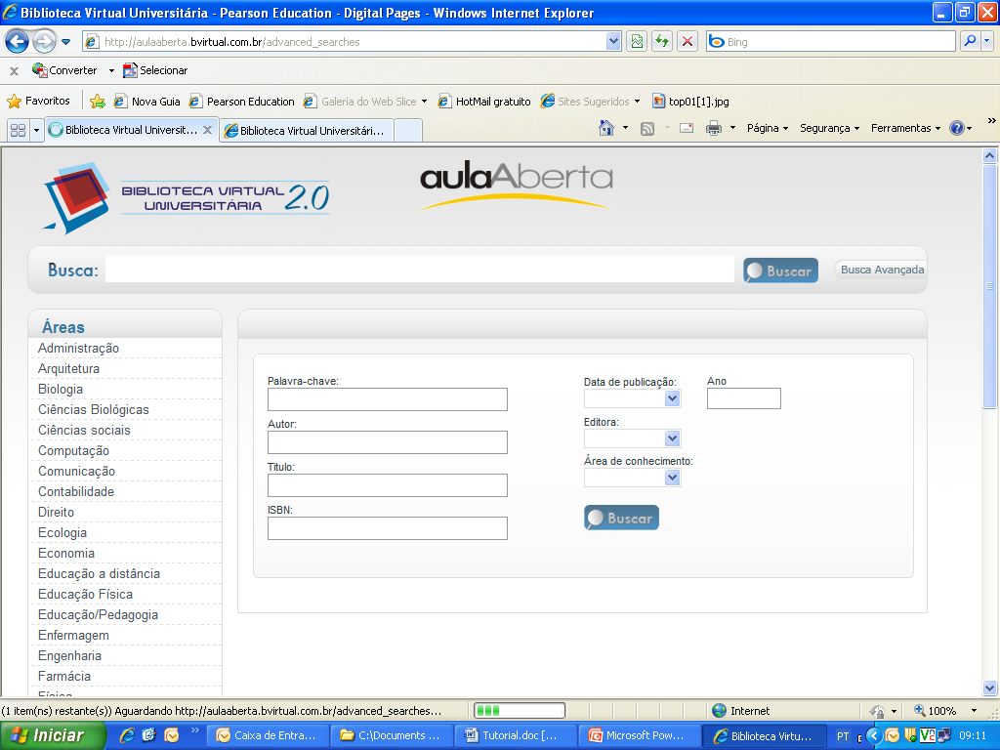 Biblioteca Virtual Universitária - Pearson Education - Digital Pages - Windows Internet Explorer
http://aulaaberta.bvirtual.com.br/advanced_searches
Bing
x Converter Selecionar
Favoritos Nova Guia Pearson Education Galeria do Web Slice HotMail gratuito Sites Sugeridos top01[1].jpg
Biblioteca Virtual Universit... Biblioteca Virtual Universitári... Página Segurança Ferramentas »
BIBLIOTECA VIRTUAL
UNIVERSITÁRIA 2.0
aulaAberta
Busca: Buscar Busca Avançada
Áreas
Administração
Arquitetura
Biologia
Ciências Biológicas
Ciências sociais
Computação
Comunicação
Contabilidade
Direito
Ecologia
Economia
Educação a distância
Educação Física
Educação/Pedagogia
Enfermagem
Engenharia
Farmácia
Física
Palavra-chave:
Autor:
Titulo:
ISBN:
Data de publicação: Ano
Editora:
Área de conhecimento:
Buscar
(1 item(ns) restante(s)) Aguardando http://aulaaberta.bvirtual.com.br/advanced_searches... Internet 100%
Iniciar » Caixa de Entra... C:\Documents ... Tutorial.doc [... Microsoft Pow... Biblioteca Virtu... PT 09:11